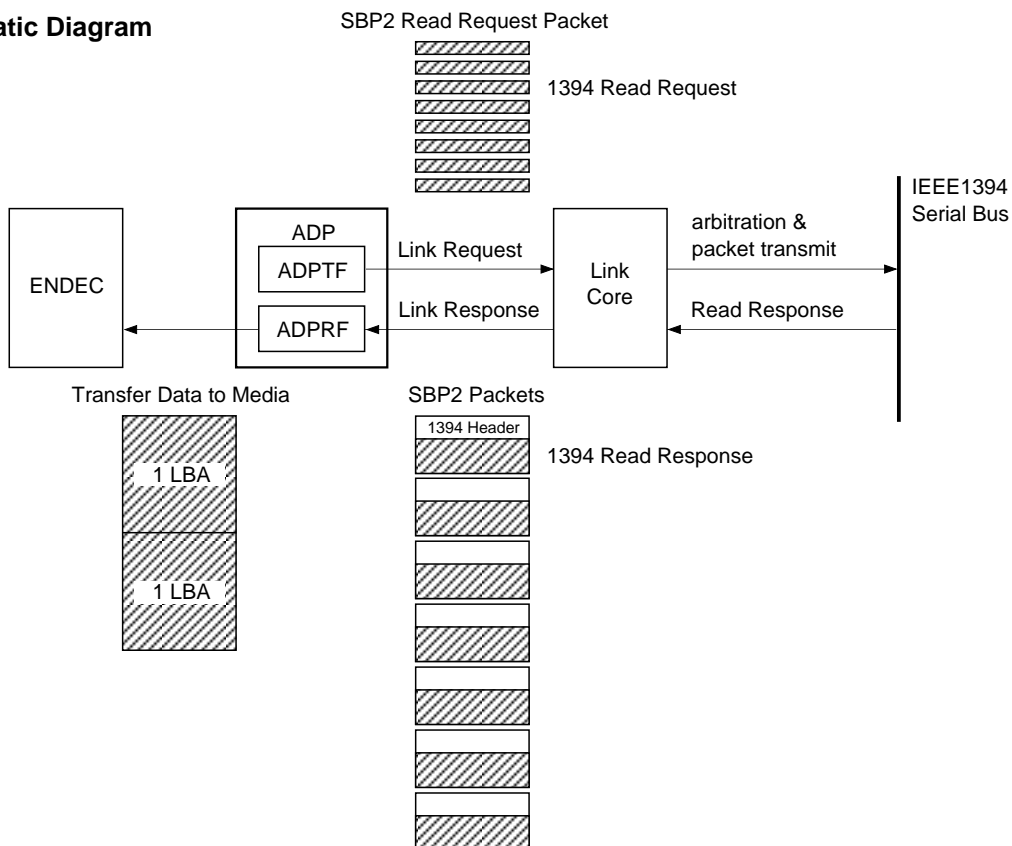 atic Diagram
SBP2 Read Request Packet
1394 Read Request
IEEE1394
Serial Bus
ENDEC
ADP
ADPTF
ADPRF
Link Request
Link Response
Link
Core
arbitration &
packet transmit
Read Response
Transfer Data to Media
1 LBA
1 LBA
SBP2 Packets
1394 Header
1394 Read Response